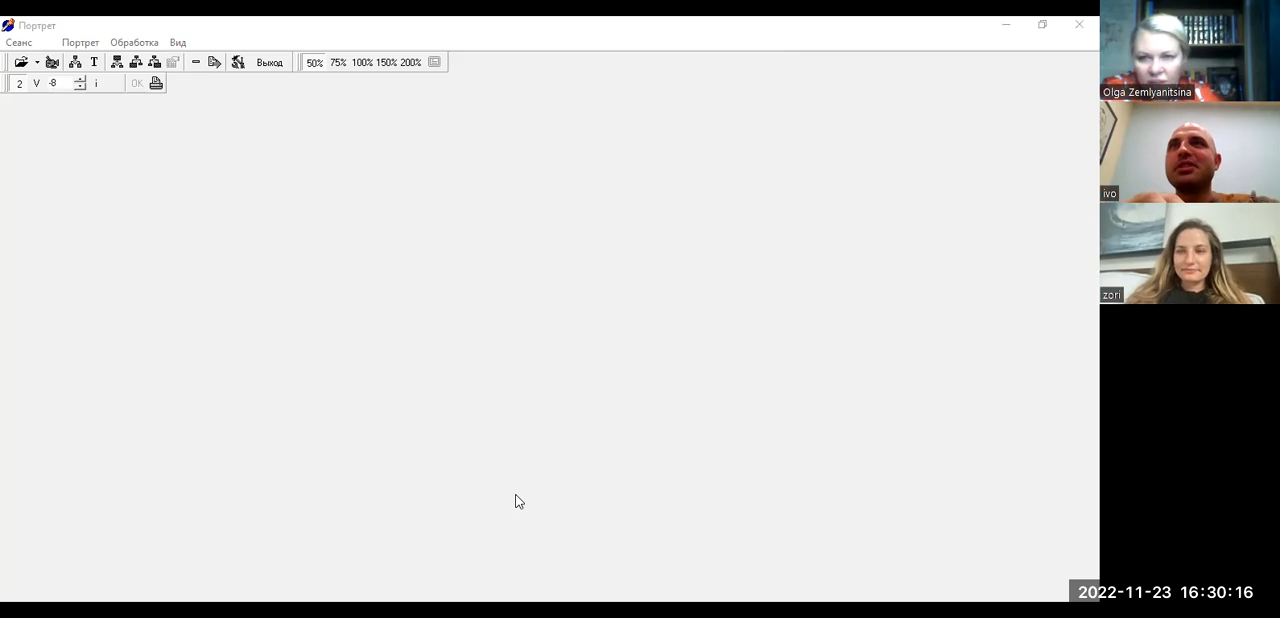 Портрет
Сеанс Портрет Обработка Вид
T Выход 50% 75% 100% 150% 200%
2 V -8 i OK
Olga Zemlyanitsina
ivo
zori
2022-11-23 16:30:16